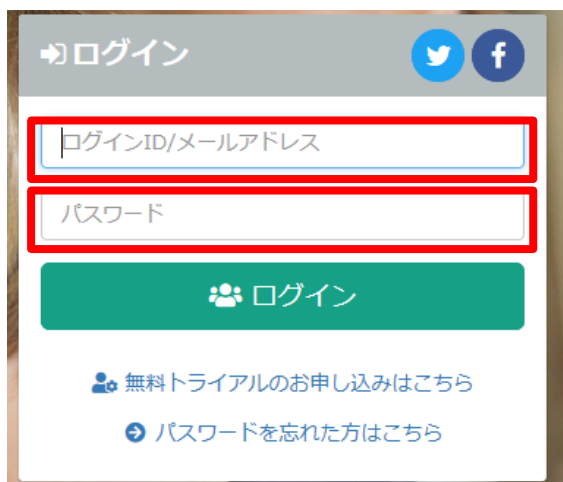 ログイン
ログインID/メールアドレス
パスワード
ログイン
無料トライアルのお申し込みはこちら
パスワードを忘れた方はこちら